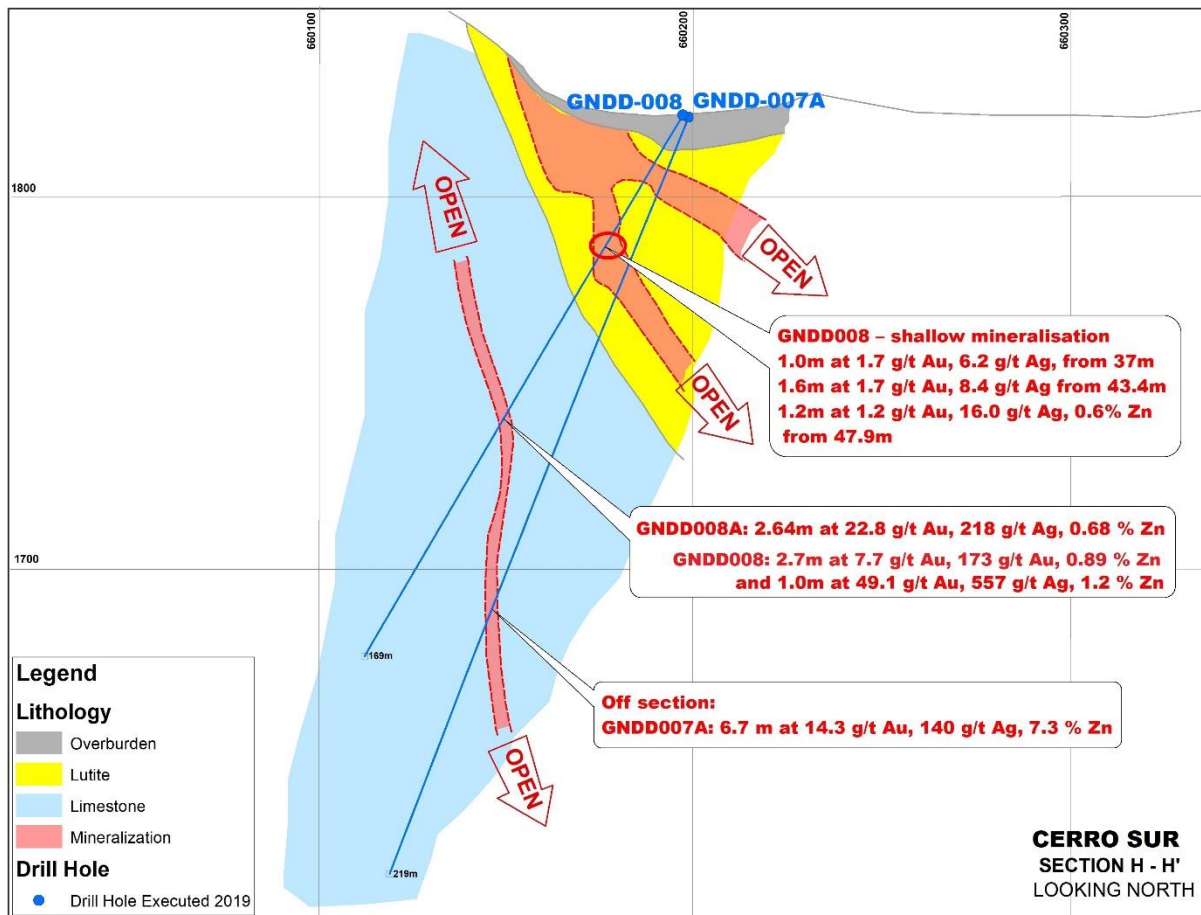 660100
660200
660300
GNDD-008
GNDD-007A
1800
OPEN
OPEN
GNDD008 – shallow mineralisation
1.0m at 1.7 g/t Au, 6.2 g/t Ag, from 37m
1.6m at 1.7 g/t Au, 8.4 g/t Ag from 43.4m
1.2m at 1.2 g/t Au, 16.0 g/t Ag, 0.6% Zn
from 47.9m
OPEN
GNDD008A: 2.64m at 22.8 g/t Au, 218 g/t Ag, 0.68 % Zn
GNDD008: 2.7m at 7.7 g/t Au, 173 g/t Au, 0.89 % Zn
and 1.0m at 49.1 g/t Au, 557 g/t Ag, 1.2 % Zn
1700
169m
Off section:
GNDD007A: 6.7 m at 14.3 g/t Au, 140 g/t Ag, 7.3 % Zn
OPEN
219m
Legend
Lithology
Overburden
Lutite
Limestone
Mineralization
Drill Hole
Drill Hole Executed 2019
CERRO SUR
SECTION H - H'
LOOKING NORTH